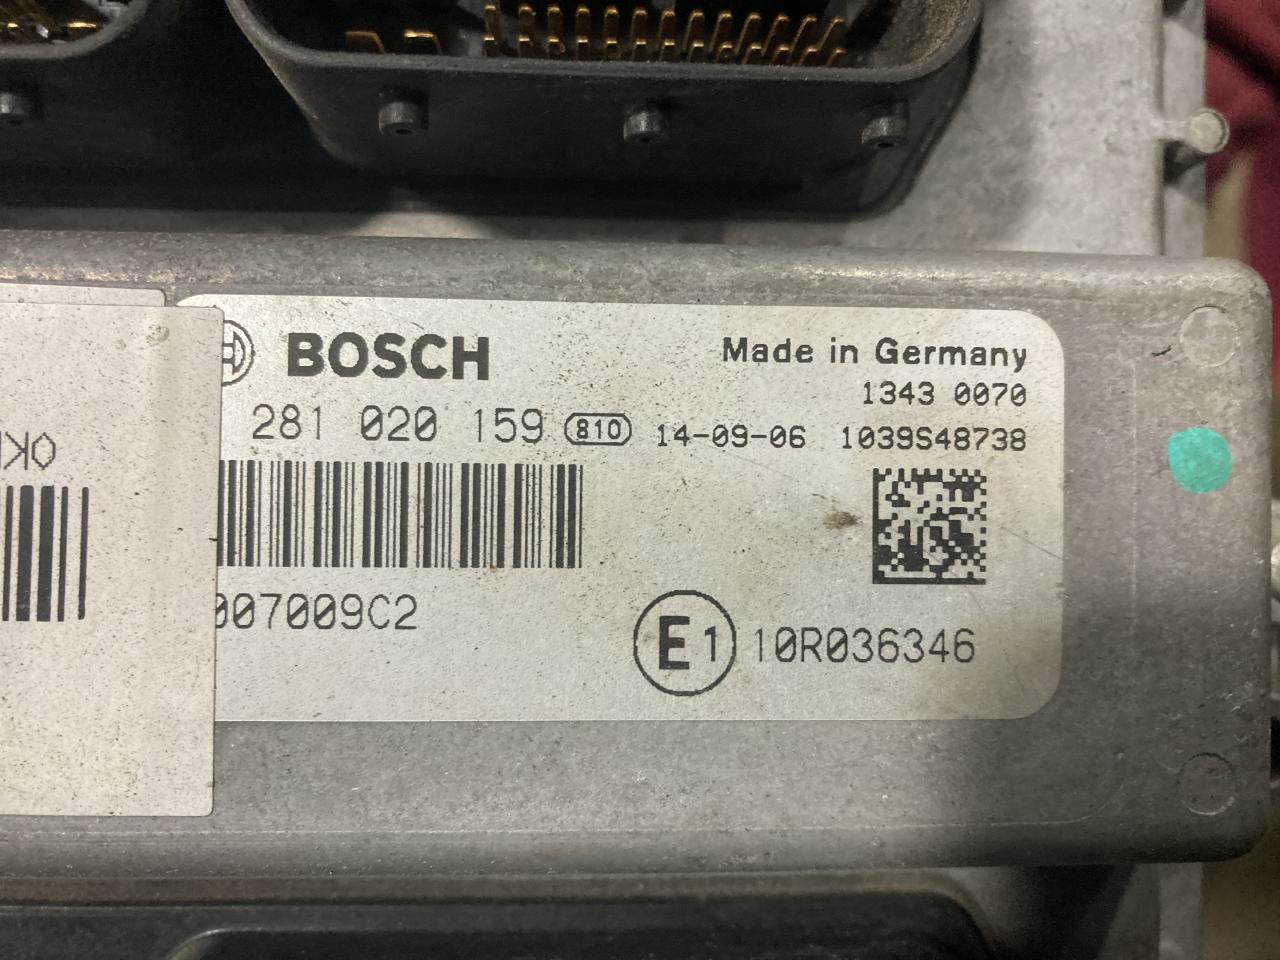 BOSCH
Made in Germany
1343 0070
281 020 159 810 14-09-06 1039S48738
007009C2
E1 10R036346